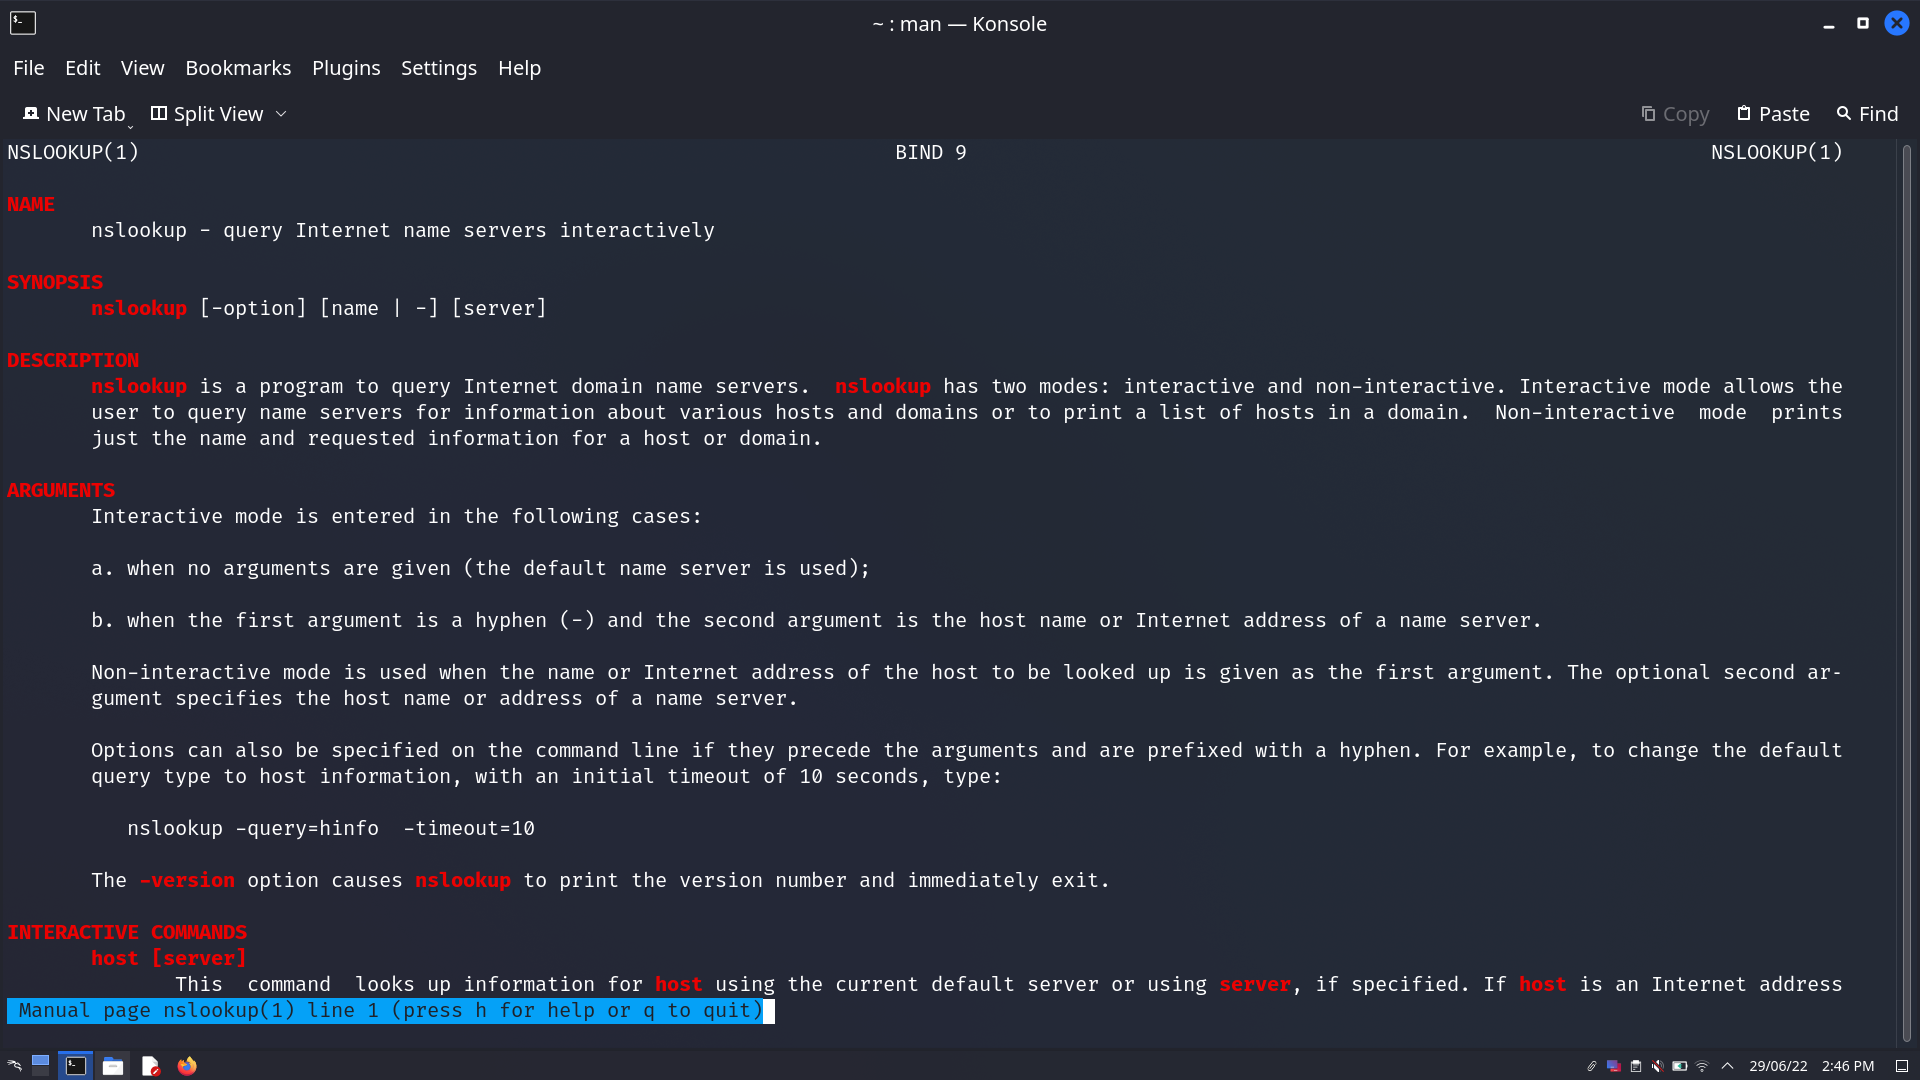 ~ : man — Konsole
File Edit View Bookmarks Plugins Settings Help
New Tab Split View Copy Paste Find
NSLOOKUP(1) BIND 9 NSLOOKUP(1)
NAME
nslookup - query Internet name servers interactively
SYNOPSIS
nslookup [-option] [name | -] [server]
DESCRIPTION
nslookup is a program to query Internet domain name servers.  nslookup has two modes: interactive and non-interactive. Interactive mode allows the
user to query name servers for information about various hosts and domains or to print a list of hosts in a domain.  Non-interactive  mode  prints
just the name and requested information for a host or domain.
ARGUMENTS
Interactive mode is entered in the following cases:
a. when no arguments are given (the default name server is used);
b. when the first argument is a hyphen (-) and the second argument is the host name or Internet address of a name server.
Non-interactive mode is used when the name or Internet address of the host to be looked up is given as the first argument. The optional second ar-
gument specifies the host name or address of a name server.
Options can also be specified on the command line if they precede the arguments and are prefixed with a hyphen. For example, to change the default
query type to host information, with an initial timeout of 10 seconds, type:
nslookup -query=hinfo  -timeout=10
The -version option causes nslookup to print the version number and immediately exit.
INTERACTIVE COMMANDS
host [server]
This  command  looks up information for host using the current default server or using server, if specified. If host is an Internet address
Manual page nslookup(1) line 1 (press h for help or q to quit)
29/06/22 2:46 PM